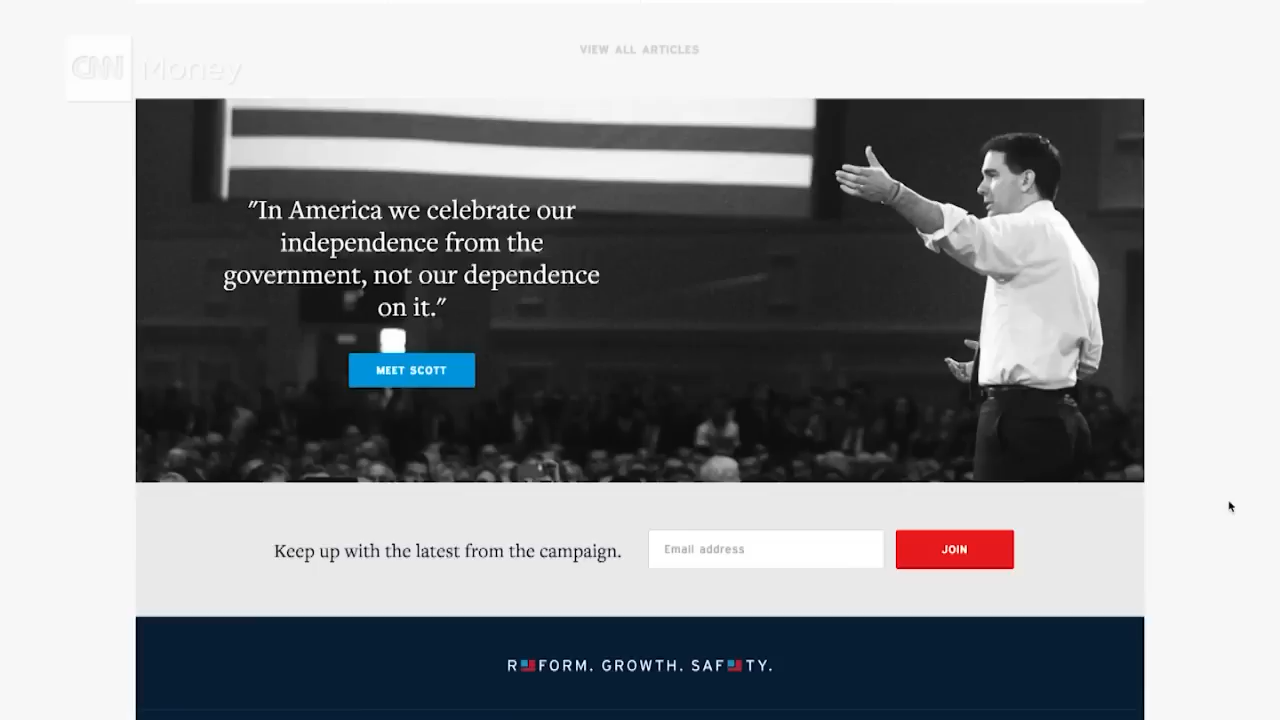 VIEW ALL ARTICLES
CNN Money
"In America we celebrate our
independence from the
government, not our dependence
on it."
MEET SCOTT
Keep up with the latest from the campaign.
Email address
JOIN
REFORM. GROWTH. SAFETY.